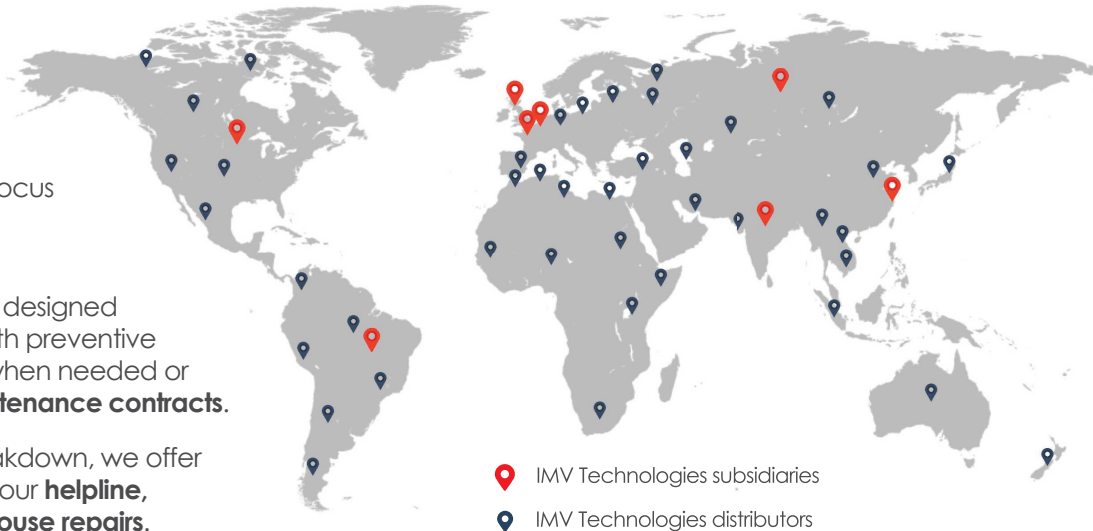 ocus
designed
th preventive
when needed or
tenance contracts.
akdown, we offer
our helpline,
ouse repairs.
IMV Technologies subsidiaries
IMV Technologies distributors